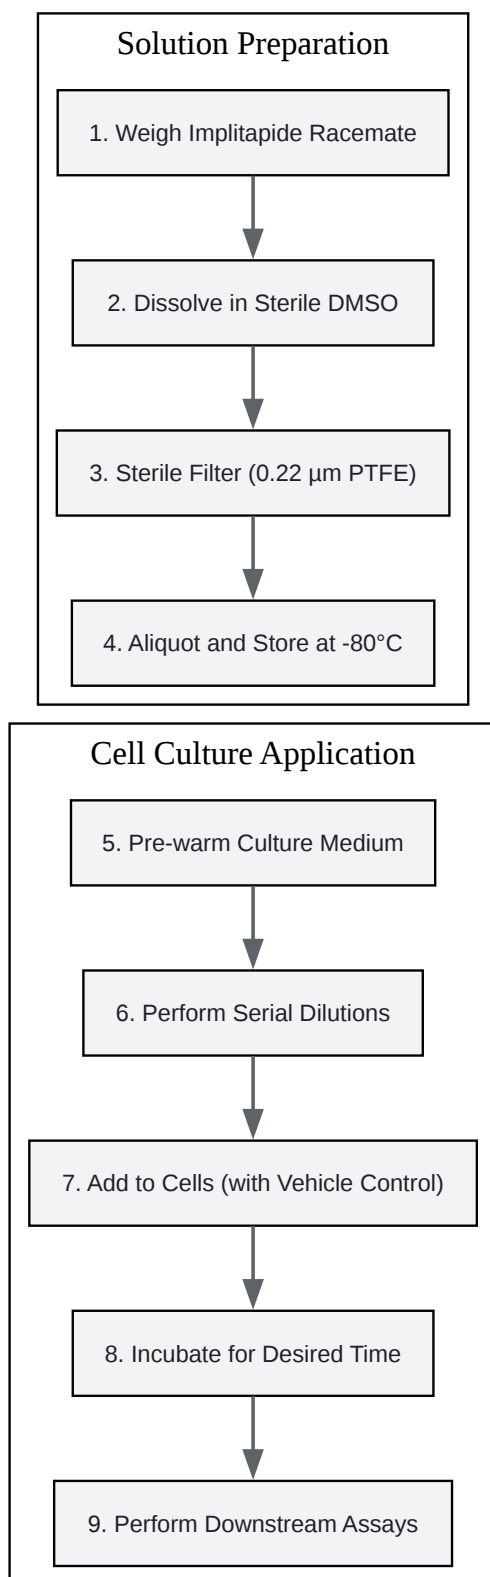 Solution Preparation
1. Weigh Implitapide Racemate
2. Dissolve in Sterile DMSO
3. Sterile Filter (0.22 µm PTFE)
4. Aliquot and Store at -80°C
Cell Culture Application
5. Pre-warm Culture Medium
6. Perform Serial Dilutions
7. Add to Cells (with Vehicle Control)
8. Incubate for Desired Time
9. Perform Downstream Assays